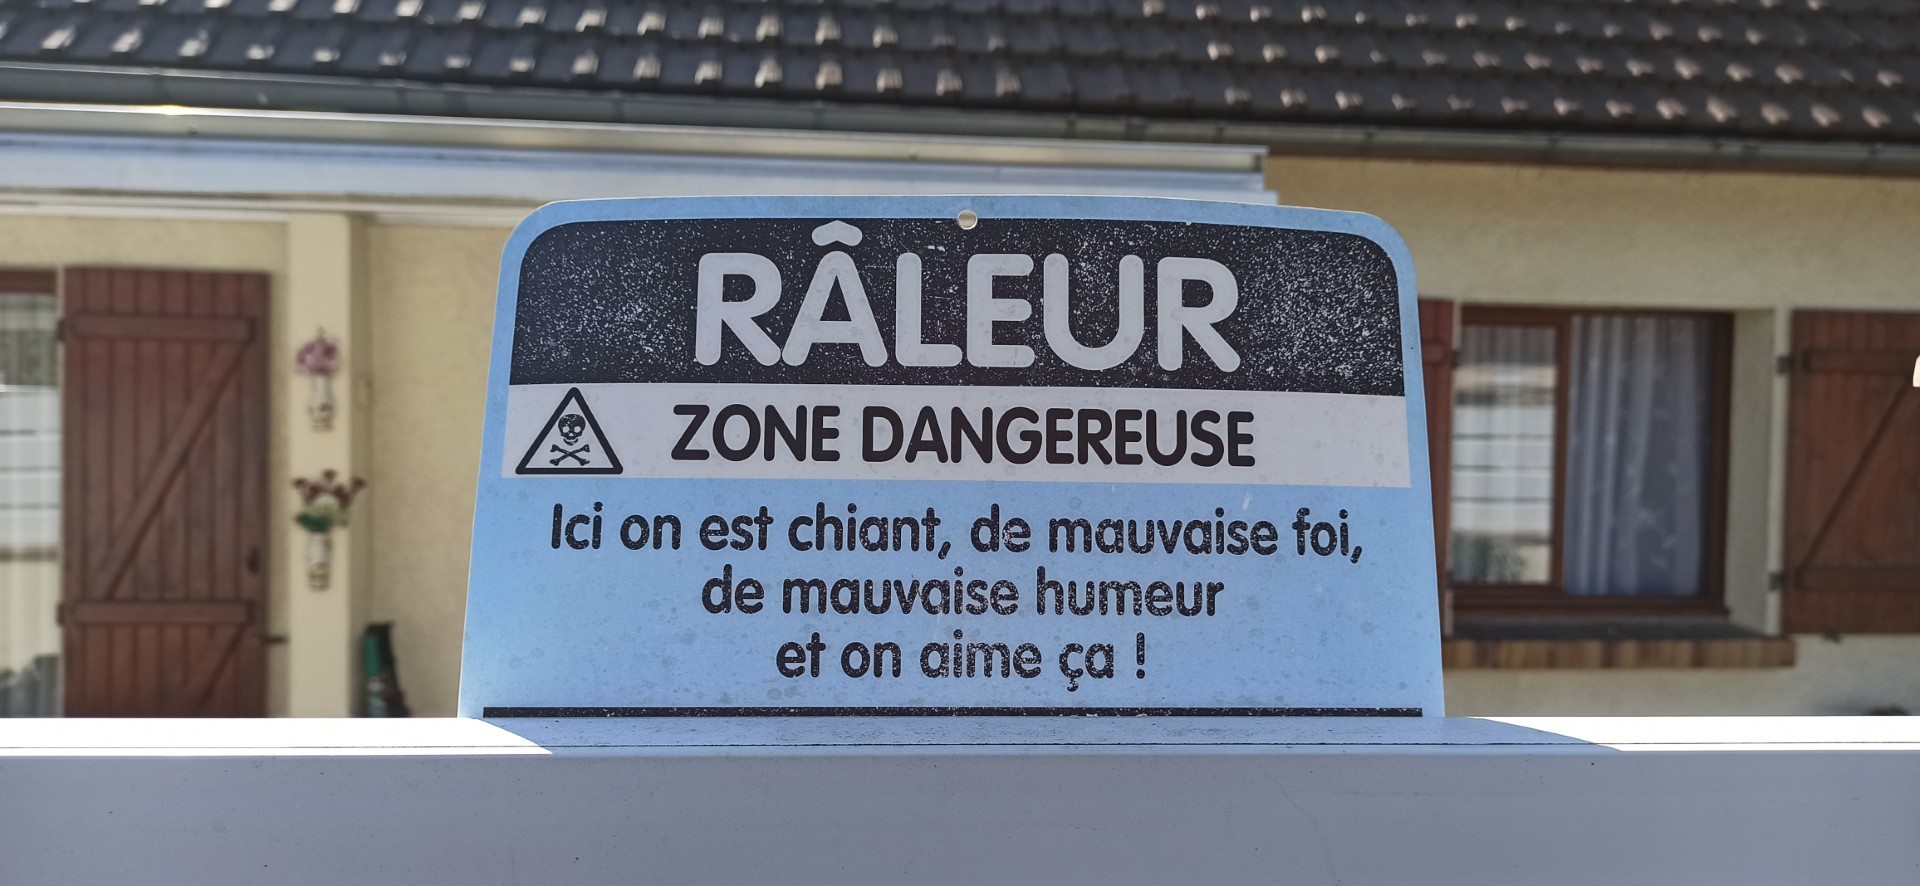 RÂLEUR
ZONE DANGEREUSE
Ici on est chiant, de mauvaise foi,
de mauvaise humeur
et on aime ça !